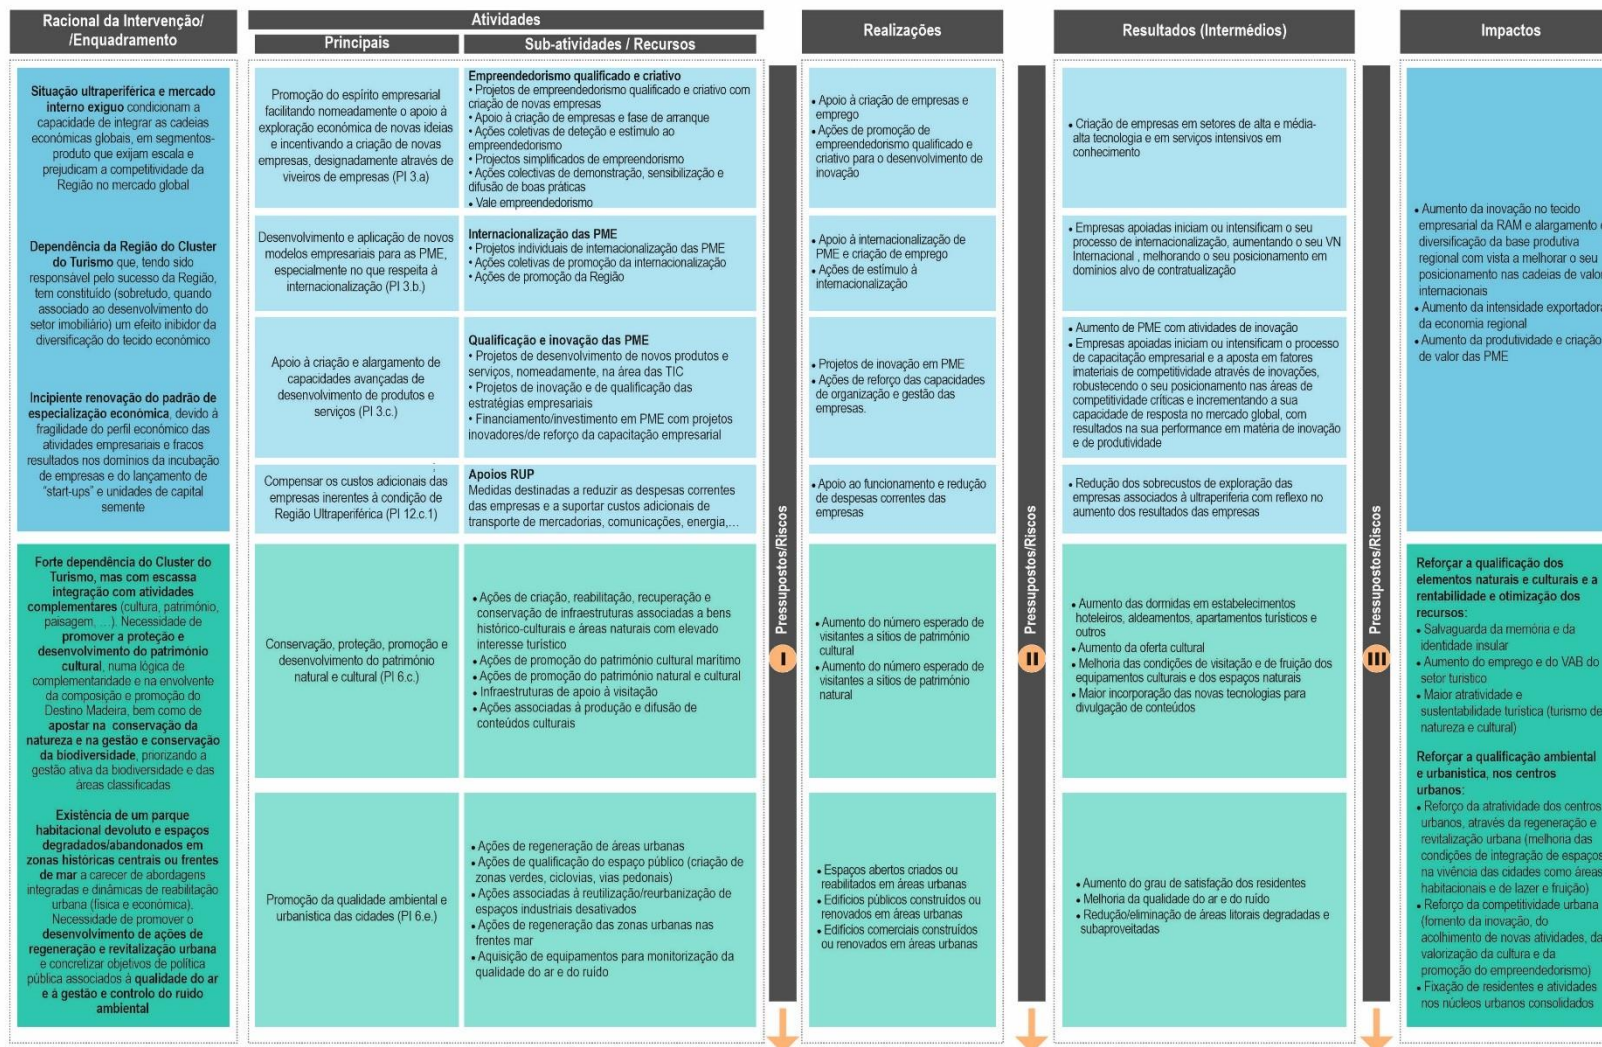 Racional da Intervenção/
/Enquadramento
Atividades
Principais
Sub-atividades / Recursos
Realizações
Resultados (Intermédios)
Impactos
Situação ultraperiférica e mercado
interno exiguo condicionam a
capacidade de integrar as cadeias
económicas globais, em segmentos-
produto que exijam escala e
prejudicam a competitividade da
Região no mercado global
Dependência da Região do Cluster
do Turismo que, tendo sido
responsável pelo sucesso da Região,
tem constituído (sobretudo, quando
associado ao desenvolvimento do
setor imobiliário) um efeito inibidor da
diversificação do tecido económico
Incipiente renovação do padrão de
especialização económica, devido à
fragilidade do perfil económico das
atividades empresariais e fracos
resultados nos domínios da incubação
de empresas e do lançamento de
"start-ups" e unidades de capital
semente
Promoção do espírito empresarial
facilitando nomeadamente o apoio à
exploração económica de novas ideias
e incentivando a criação de novas
empresas, designadamente através de
viveiros de empresas (PI 3.a)
Empreendedorismo qualificado e criativo
• Projetos de empreendedorismo qualificado e criativo com
criação de novas empresas
• Apoio à criação de empresas e fase de arranque
• Ações coletivas de deteção e estímulo ao
empreendedorismo
• Projectos simplificados de empreendorismo
• Ações colectivas de demonstração, sensibilização e
difusão de boas práticas
• Vale empreendedorismo
• Apoio à criação de empresas e
emprego
• Ações de promoção de
empreendedorismo qualificado e
criativo para o desenvolvimento de
inovação
• Criação de empresas em setores de alta e média-
alta tecnologia e em serviços intensivos em
conhecimento
Desenvolvimento e aplicação de novos
modelos empresariais para as PME,
especialmente no que respeita à
internacionalização (PI 3.b.)
Internacionalização das PME
• Projetos individuais de internacionalização das PME
• Ações coletivas de promoção da internacionalização
• Ações de promoção da Região
• Apoio à internacionalização de
PME e criação de emprego
• Ações de estímulo à
internacionalização
• Empresas apoiadas iniciam ou intensificam o seu
processo de internacionalização, aumentando o seu VN
Internacional , melhorando o seu posicionamento em
domínios alvo de contratualização
Apoio à criação e alargamento de
capacidades avançadas de
desenvolvimento de produtos e
serviços (PI 3.c.)
Qualificação e inovação das PME
• Projetos de desenvolvimento de novos produtos e
serviços, nomeadamente, na área das TIC
• Projetos de inovação e de qualificação das
estratégias empresariais
• Financiamento/investimento em PME com projetos
inovadores/de reforço da capacitação empresarial
• Projetos de inovação em PME
• Ações de reforço das capacidades
de organização e gestão das
empresas.
• Aumento de PME com atividades de inovação
• Empresas apoiadas iniciam ou intensificam o processo
de capacitação empresarial e a aposta em fatores
imateriais de competitividade através de inovações,
robustecendo o seu posicionamento nas áreas de
competitividade críticas e incrementando a sua
capacidade de resposta no mercado global, com
resultados na sua performance em matéria de inovação
e de produtividade
Compensar os custos adicionais das
empresas inerentes à condição de
Região Ultraperiférica (PI 12.c.1)
Apoios RUP
Medidas destinadas a reduzir as despesas correntes
das empresas e a suportar custos adicionais de
transporte de mercadorias, comunicações, energia,...
• Apoio ao funcionamento e redução
de despesas correntes das
empresas
• Redução dos sobrecustos de exploração das
empresas associados à ultraperiferia com reflexo no
aumento dos resultados das empresas
• Aumento da inovação no tecido
empresarial da RAM e alargamento
diversificação da base produtiva
regional com vista a melhorar o seu
posicionamento nas cadeias de valor
internacionais
• Aumento da intensidade exportadora
da economia regional
• Aumento da produtividade e criação
de valor das PME
Pressupostos/Riscos
I
Pressupostos/Riscos
II
Pressupostos/Riscos
III
Forte dependência do Cluster do
Turismo, mas com escassa
integração com atividades
complementares (cultura, património,
paisagem, ...). Necessidade de
promover a proteção e
desenvolvimento do património
cultural, numa lógica de
complementaridade e na envolvente
da composição e promoção do
Destino Madeira, bem como de
apostar na conservação da
natureza e na gestão e conservação
da biodiversidade, priorizando a
gestão ativa da biodiversidade e das
áreas classificadas
Existência de um parque
habitacional devoluto e espaços
degradados/abandonados em
zonas históricas centrais ou frentes
de mar a carecer de abordagens
integradas e dinâmicas de reabilitação
urbana (física e económica).
Necessidade de promover o
desenvolvimento de ações de
regeneração e revitalização urbana
e concretizar objetivos de política
pública associados à qualidade do ar
e à gestão e controlo do ruido
ambiental
Conservação, proteção, promoção e
desenvolvimento do património
natural e cultural (PI 6.c.)
• Ações de criação, reabilitação, recuperação e
conservação de infraestruturas associadas a bens
histórico-culturais e áreas naturais com elevado
interesse turístico
• Ações de promoção do património cultural marítimo
• Ações de promoção do património natural e cultural
• Infraestruturas de apoio à visitação
• Ações associadas à produção e difusão de
conteúdos culturais
• Aumento do número esperado de
visitantes a sítios de património
cultural
• Aumento do número esperado de
visitantes a sítios de património
natural
• Aumento das dormidas em estabelecimentos
hoteleiros, aldeamentos, apartamentos turísticos e
outros
• Aumento da oferta cultural
• Melhoria das condições de visitação e de fruição dos
equipamentos culturais e dos espaços naturais
• Maior incorporação das novas tecnologias para
divulgação de conteúdos
Promoção da qualidade ambiental e
urbanística das cidades (PI 6.e.)
• Ações de regeneração de áreas urbanas
• Ações de qualificação do espaço público (criação de
zonas verdes, ciclovias, vias pedonais)
• Ações associadas à reutilização/reurbanização de
espaços industriais desativados
• Ações de regeneração das zonas urbanas nas
frentes mar
• Aquisição de equipamentos para monitorização da
qualidade do ar e do ruído
• Espaços abertos criados ou
reabilitados em áreas urbanas
• Edifícios públicos construídos ou
renovados em áreas urbanas
• Edifícios comerciais construídos
ou renovados em áreas urbanas
• Aumento do grau de satisfação dos residentes
• Melhoria da qualidade do ar e do ruído
• Redução/eliminação de áreas litorais degradadas e
subaproveitadas
Reforçar a qualificação dos
elementos naturais e culturais e a
rentabilidade e otimização dos
recursos:
• Salvaguarda da memória e da
identidade insular
• Aumento do emprego e do VAB do
setor turistico
• Maior atratividade e
sustentabilidade turística (turismo de
natureza e cultural)
Reforçar a qualificação ambiental
e urbanistica, nos centros
urbanos:
• Reforço da atratividade dos centros
urbanos, através da regeneração e
revitalização urbana (melhoria das
condições de integração de espaços
na vivência das cidades como áreas
habitacionais e de lazer e fruição)
• Reforço da competitividade urbana
(fomento da inovação, do
acolhimento de novas atividades, da
valorização da cultura e da
promoção do empreendedorismo)
• Fixação de residentes e atividades
nos núcleos urbanos consolidados